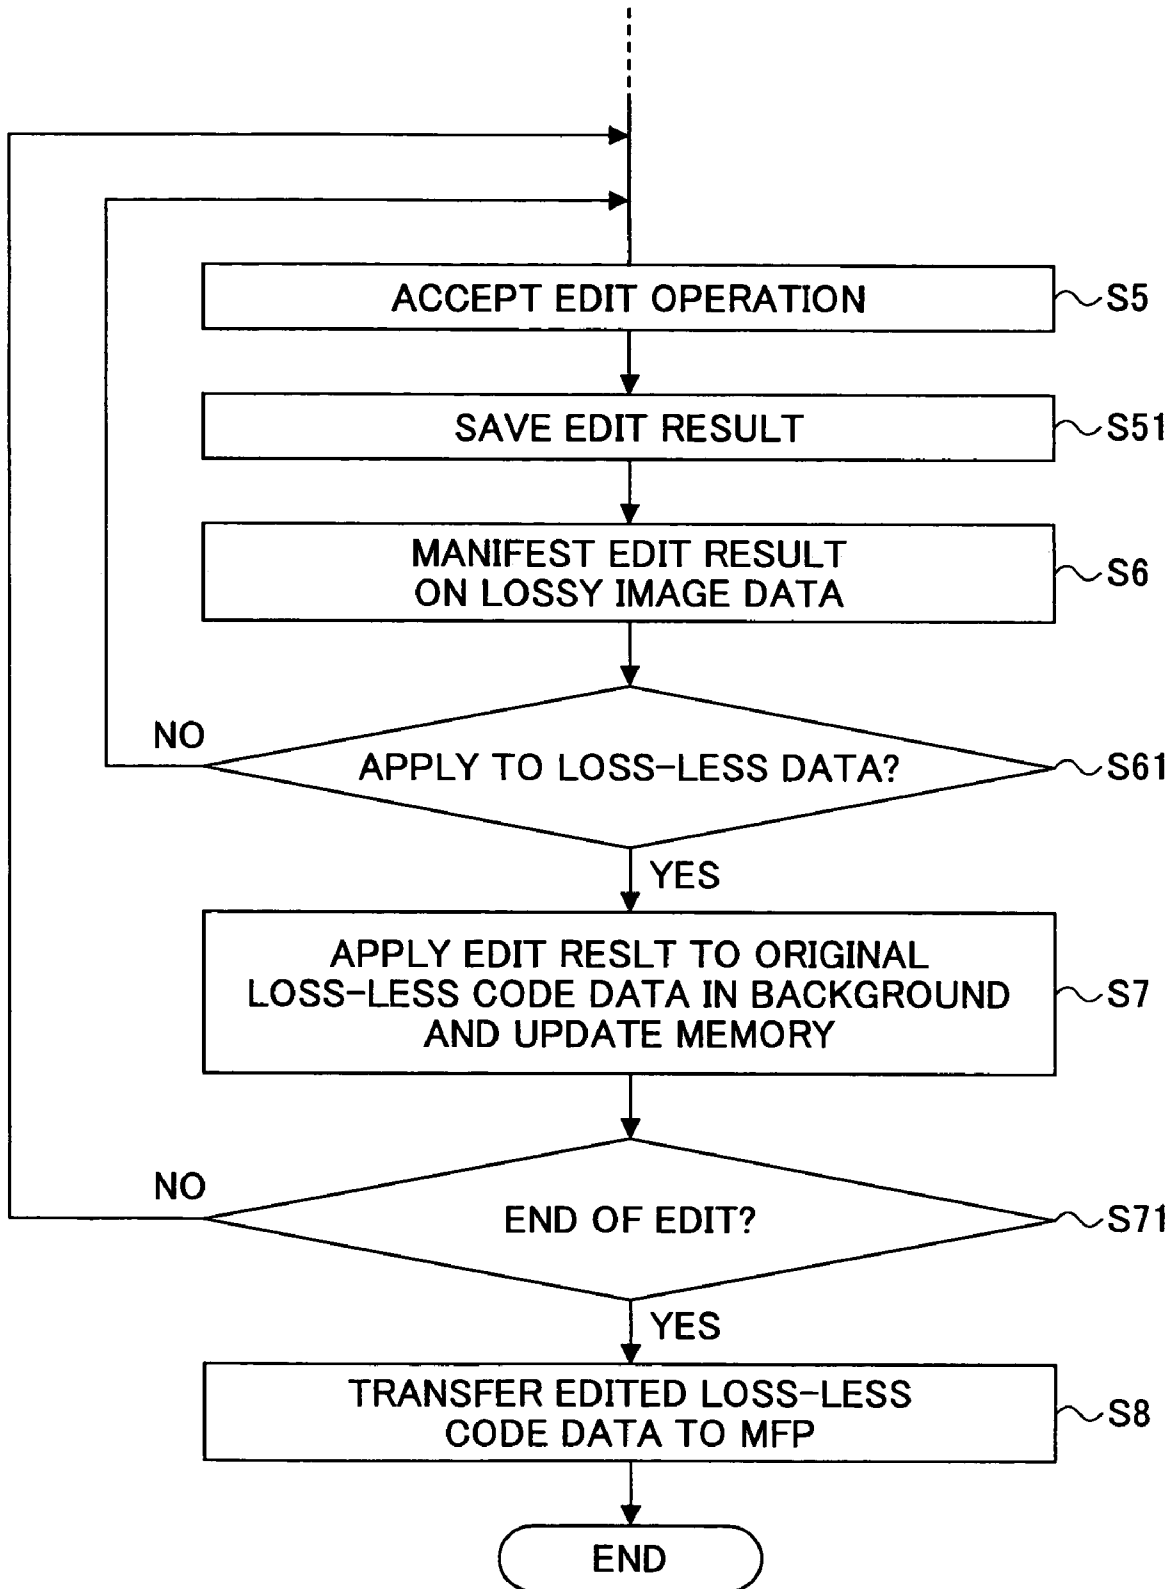 ACCEPT EDIT OPERATION
S5
SAVE EDIT RESULT
S51
MANIFEST EDIT RESULT
ON LOSSY IMAGE DATA
S6
NO
APPLY TO LOSS-LESS DATA?
S61
YES
APPLY EDIT RESLT TO ORIGINAL
LOSS-LESS CODE DATA IN BACKGROUND
AND UPDATE MEMORY
S7
NO
END OF EDIT?
S71
YES
TRANSFER EDITED LOSS-LESS
CODE DATA TO MFP
S8
END